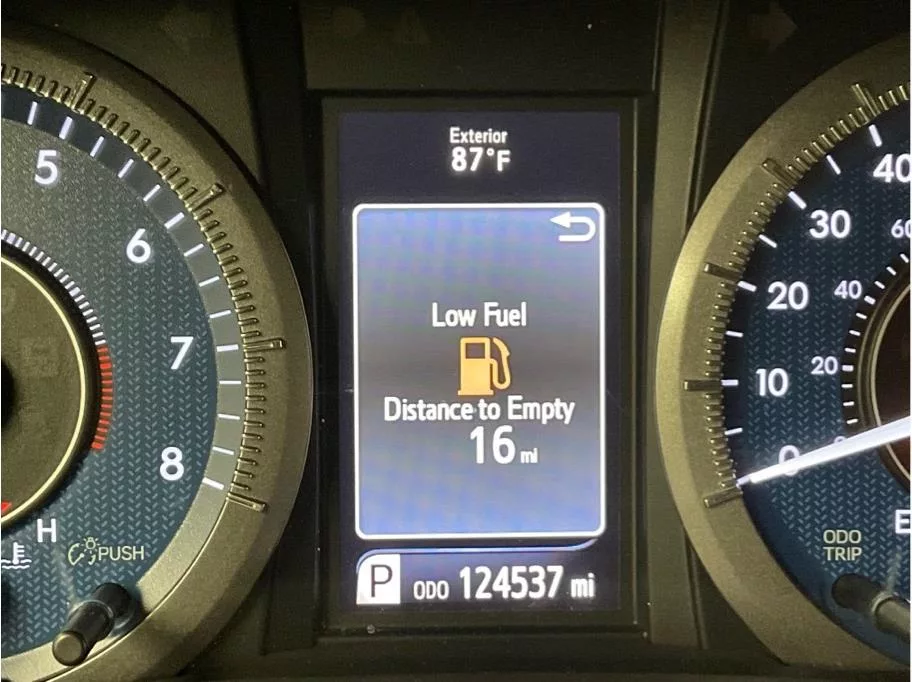 Exterior
87°F
Low Fuel
Distance to Empty
16 mi
P ODO 124537 mi
5
6
7
8
H
PUSH
40
30
20
10
0
60
40
20
E
ODO
TRIP